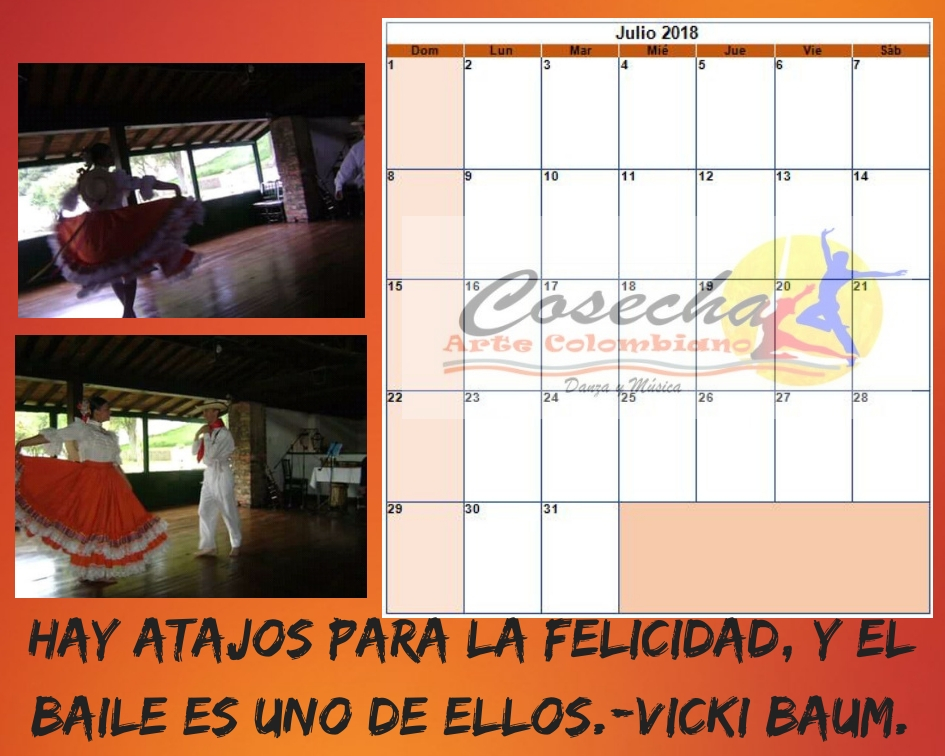 Julio 2018
Dom Lun Mar Mié Jue Vie Sáb
1 2 3 4 5 6 7
8 9 10 11 12 13 14
15 16 17 18 19 20 21
Cosecha
Arte Colombiano
Danza y Música
22 23 24 25 26 27 28
29 30 31
HAY ATAJOS PARA LA FELICIDAD, Y EL
BAILE ES UNO DE ELLOS.-VICKI BAUM.